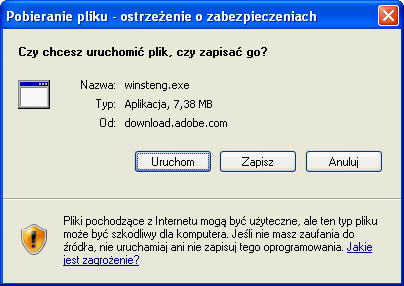 Pobieranie pliku - ostrzeżenie o zabezpieczeniach
Czy chcesz uruchomić plik, czy zapisać go?
Nazwa: winsteng.exe
Typ: Aplikacja, 7,38 MB
Od: download.adobe.com
Uruchom Zapisz Anuluj
Pliki pochodzące z Internetu mogą być użyteczne, ale ten typ pliku
może być szkodliwy dla komputera. Jeśli nie masz zaufania do
źródła, nie uruchamiaj ani nie zapisuj tego oprogramowania. Jakie
jest zagrożenie?